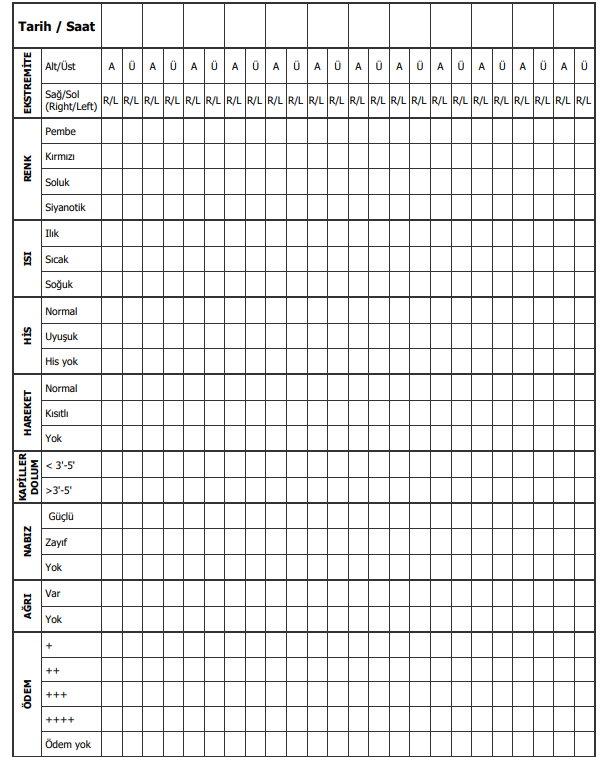 Tarih / Saat
EKSTREMİTE
Alt/Üst A Ü A Ü A Ü A Ü A Ü A Ü A Ü A Ü A Ü A Ü A Ü A Ü
Sağ/Sol
(Right/Left) R/L R/L R/L R/L R/L R/L R/L R/L R/L R/L R/L R/L R/L R/L R/L R/L R/L R/L R/L R/L R/L R/L R/L R/L
RENK
Pembe
Kırmızı
Soluk
Siyanotik
ISI
Ilık
Sıcak
Soğuk
HİS
Normal
Uyuşuk
His yok
HAREKET
Normal
Kısıtlı
Yok
KAPİLLER
DOLUM
< 3'-5'
>3'-5'
NABIZ
Güçlü
Zayıf
Yok
AĞRI
Var
Yok
ÖDEM
+
++
+++
++++
Ödem yok